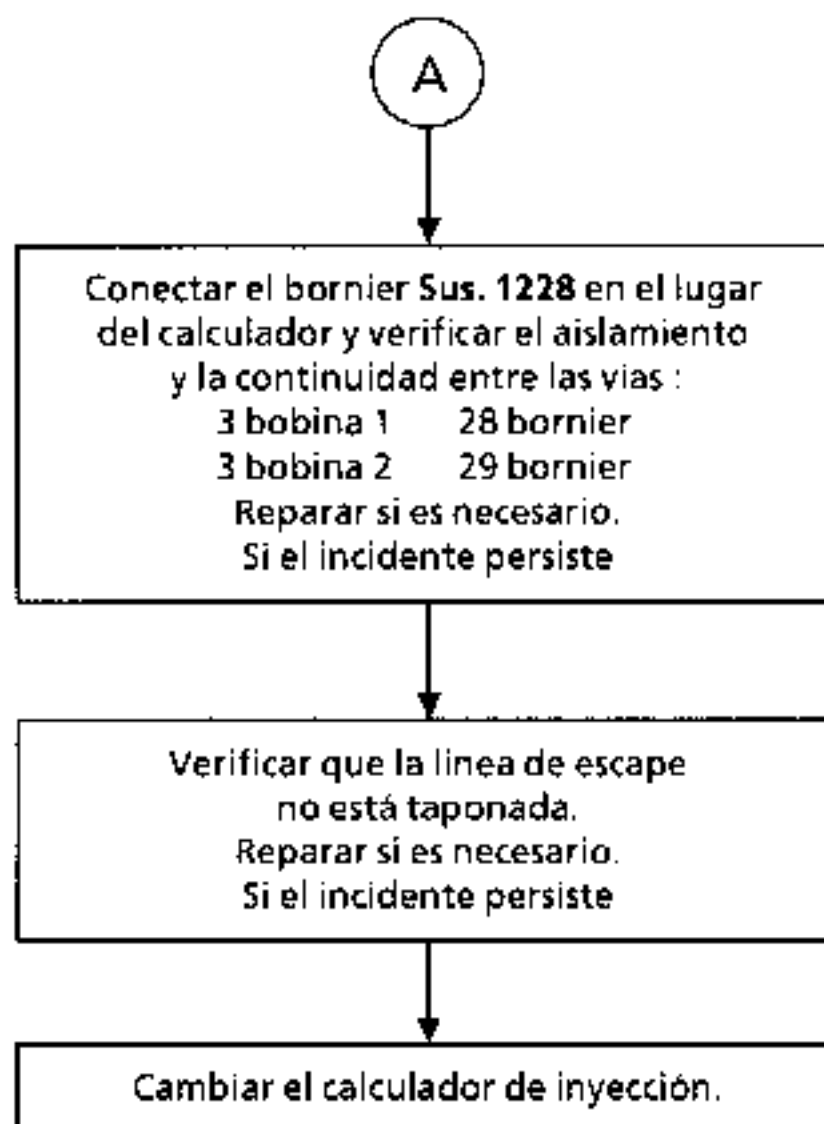 A
Conectar el bornier Sus. 1228 en el lugar
del calculador y verificar el aislamiento
y la continuidad entre las vias :
3 bobina 1 28 bornier
3 bobina 2 29 bornier
Reparar si es necesario.
Si el incidente persiste
Verificar que la linea de escape
no está taponada.
Reparar si es necesario.
Si el incidente persiste
Cambiar el calculador de inyección.